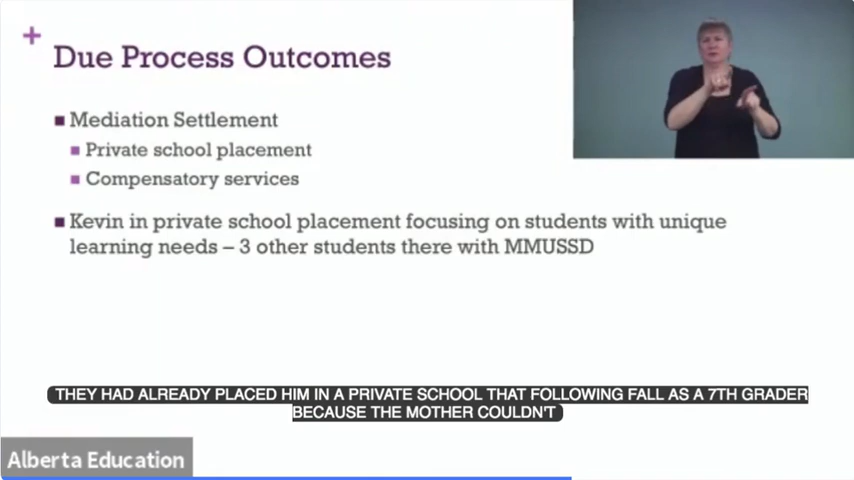 +
Due Process Outcomes
Mediation Settlement
Private school placement
Compensatory services
Kevin in private school placement focusing on students with unique
learning needs – 3 other students there with MMUSSD
THEY HAD ALREADY PLACED HIM IN A PRIVATE SCHOOL THAT FOLLOWING FALL AS A 7TH GRADER
BECAUSE THE MOTHER COULDN'T
Alberta Education